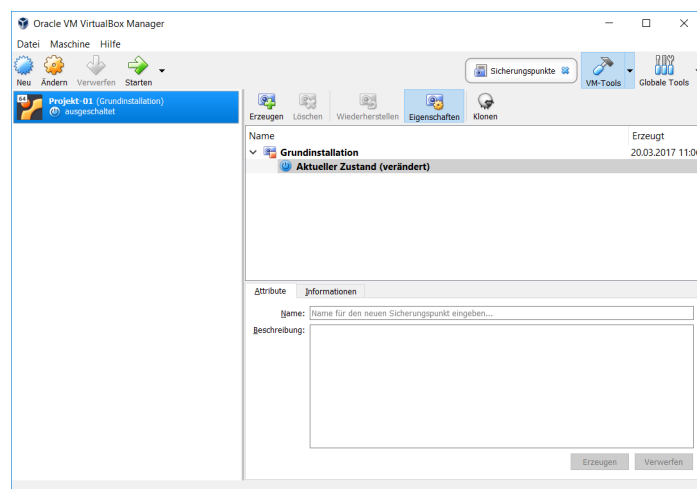 Oracle VM VirtualBox Manager
Datei Maschine Hilfe
Neu Ändern Verwerfen Starten
Sicherungspunkte
VM-Tools
Globale Tools
64
Projekt-01 (Grundinstallation)
ausgeschaltet
Erzeugen Löschen Wiederherstellen Eigenschaften Klonen
Name Erzeugt
Grundinstallation 20.03.2017 11:0
Aktueller Zustand (verändert)
Attribute Informationen
Name: Name für den neuen Sicherungspunkt eingeben...
Beschreibung:
Erzeugen Verwerfen